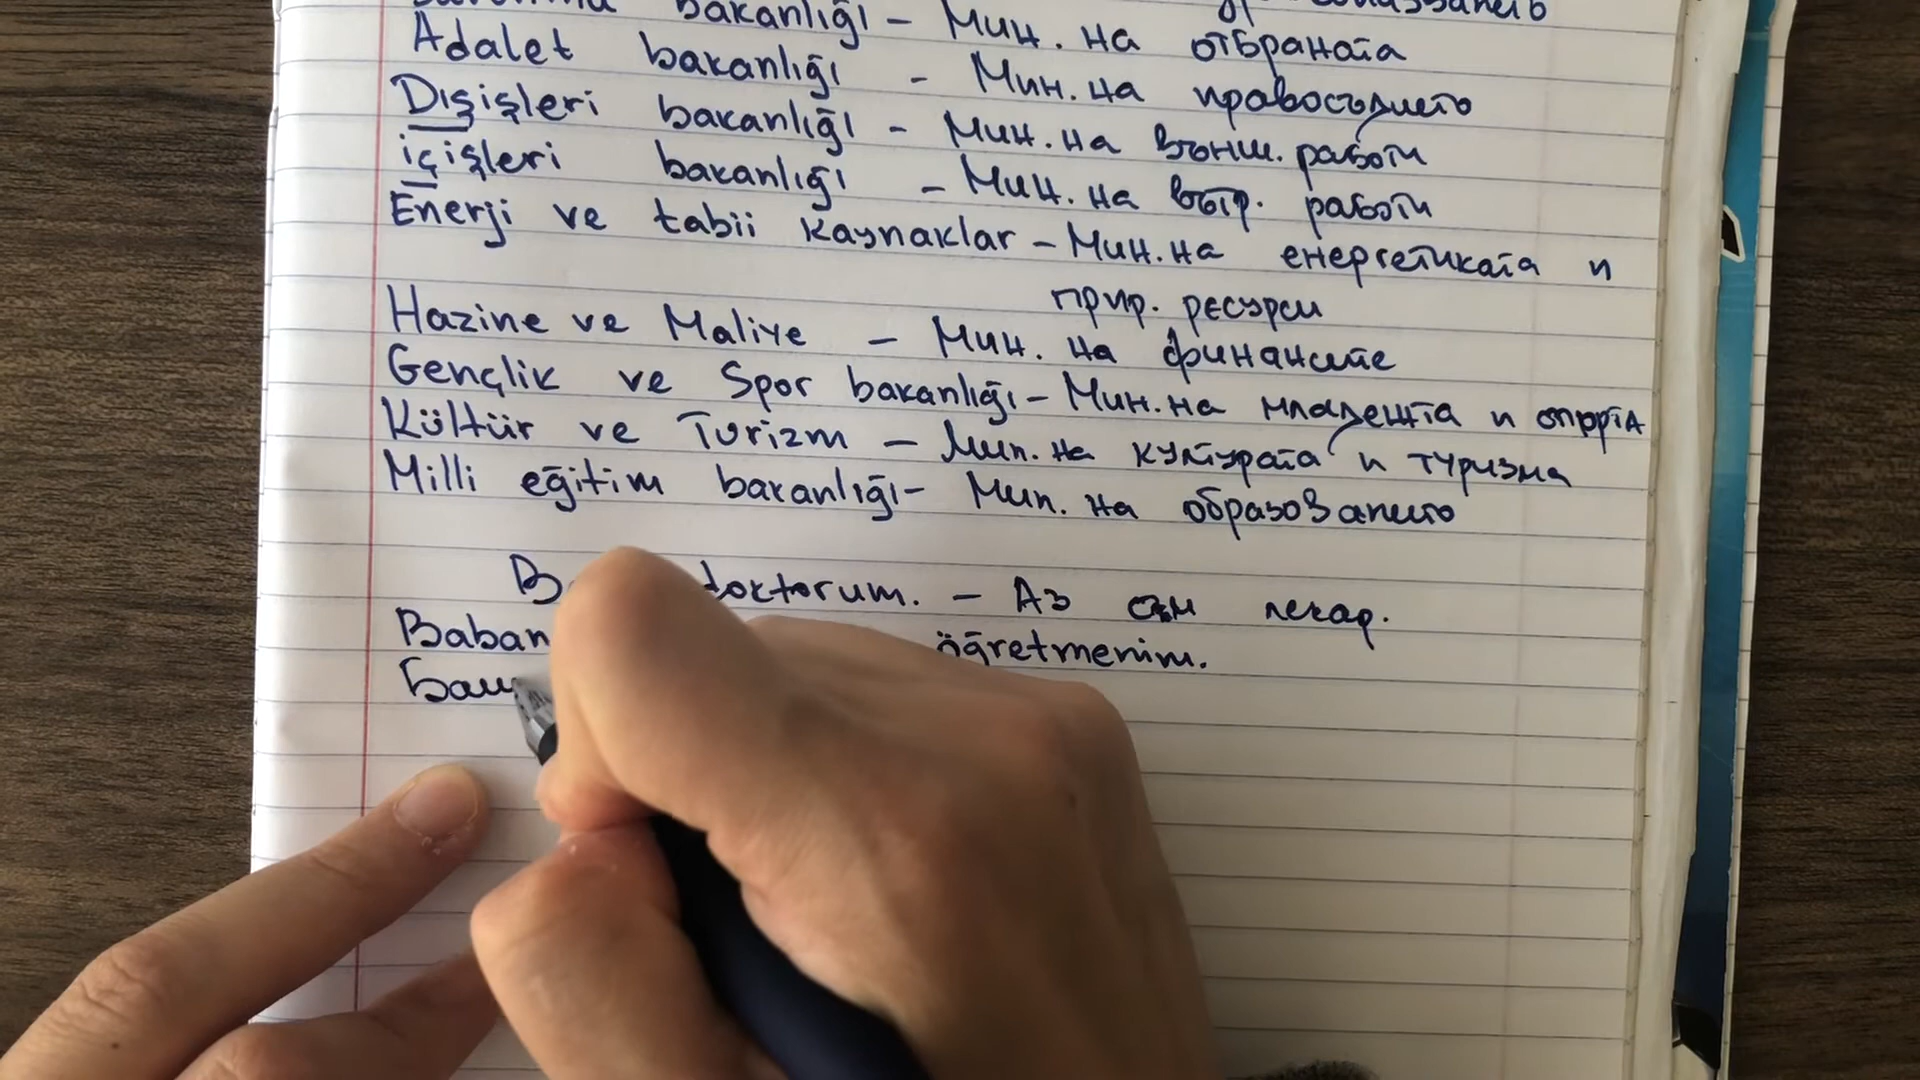 bakanlığı - Мин. на отбраната
Adalet bakanlığı - Мин. на правосъдието
Dışişleri bakanlığı - Мин. на външ. работи
içişleri bakanlığı - Мин. на вътр. работи
Enerji ve tabii kaynaklar - Мин. на енергетиката и
прир. ресурси
Hazine ve Maliye - Мин. на финансите
Gençlik ve Spor bakanlığı - Мин. на младежта и спорта
Kültür ve Turizm - Мин. на културата и туризма
Milli eğitim bakanlığı - Мин. на образованието
doktorum. - Аз съм лекар.
Baban öğretmenim.
Бащ